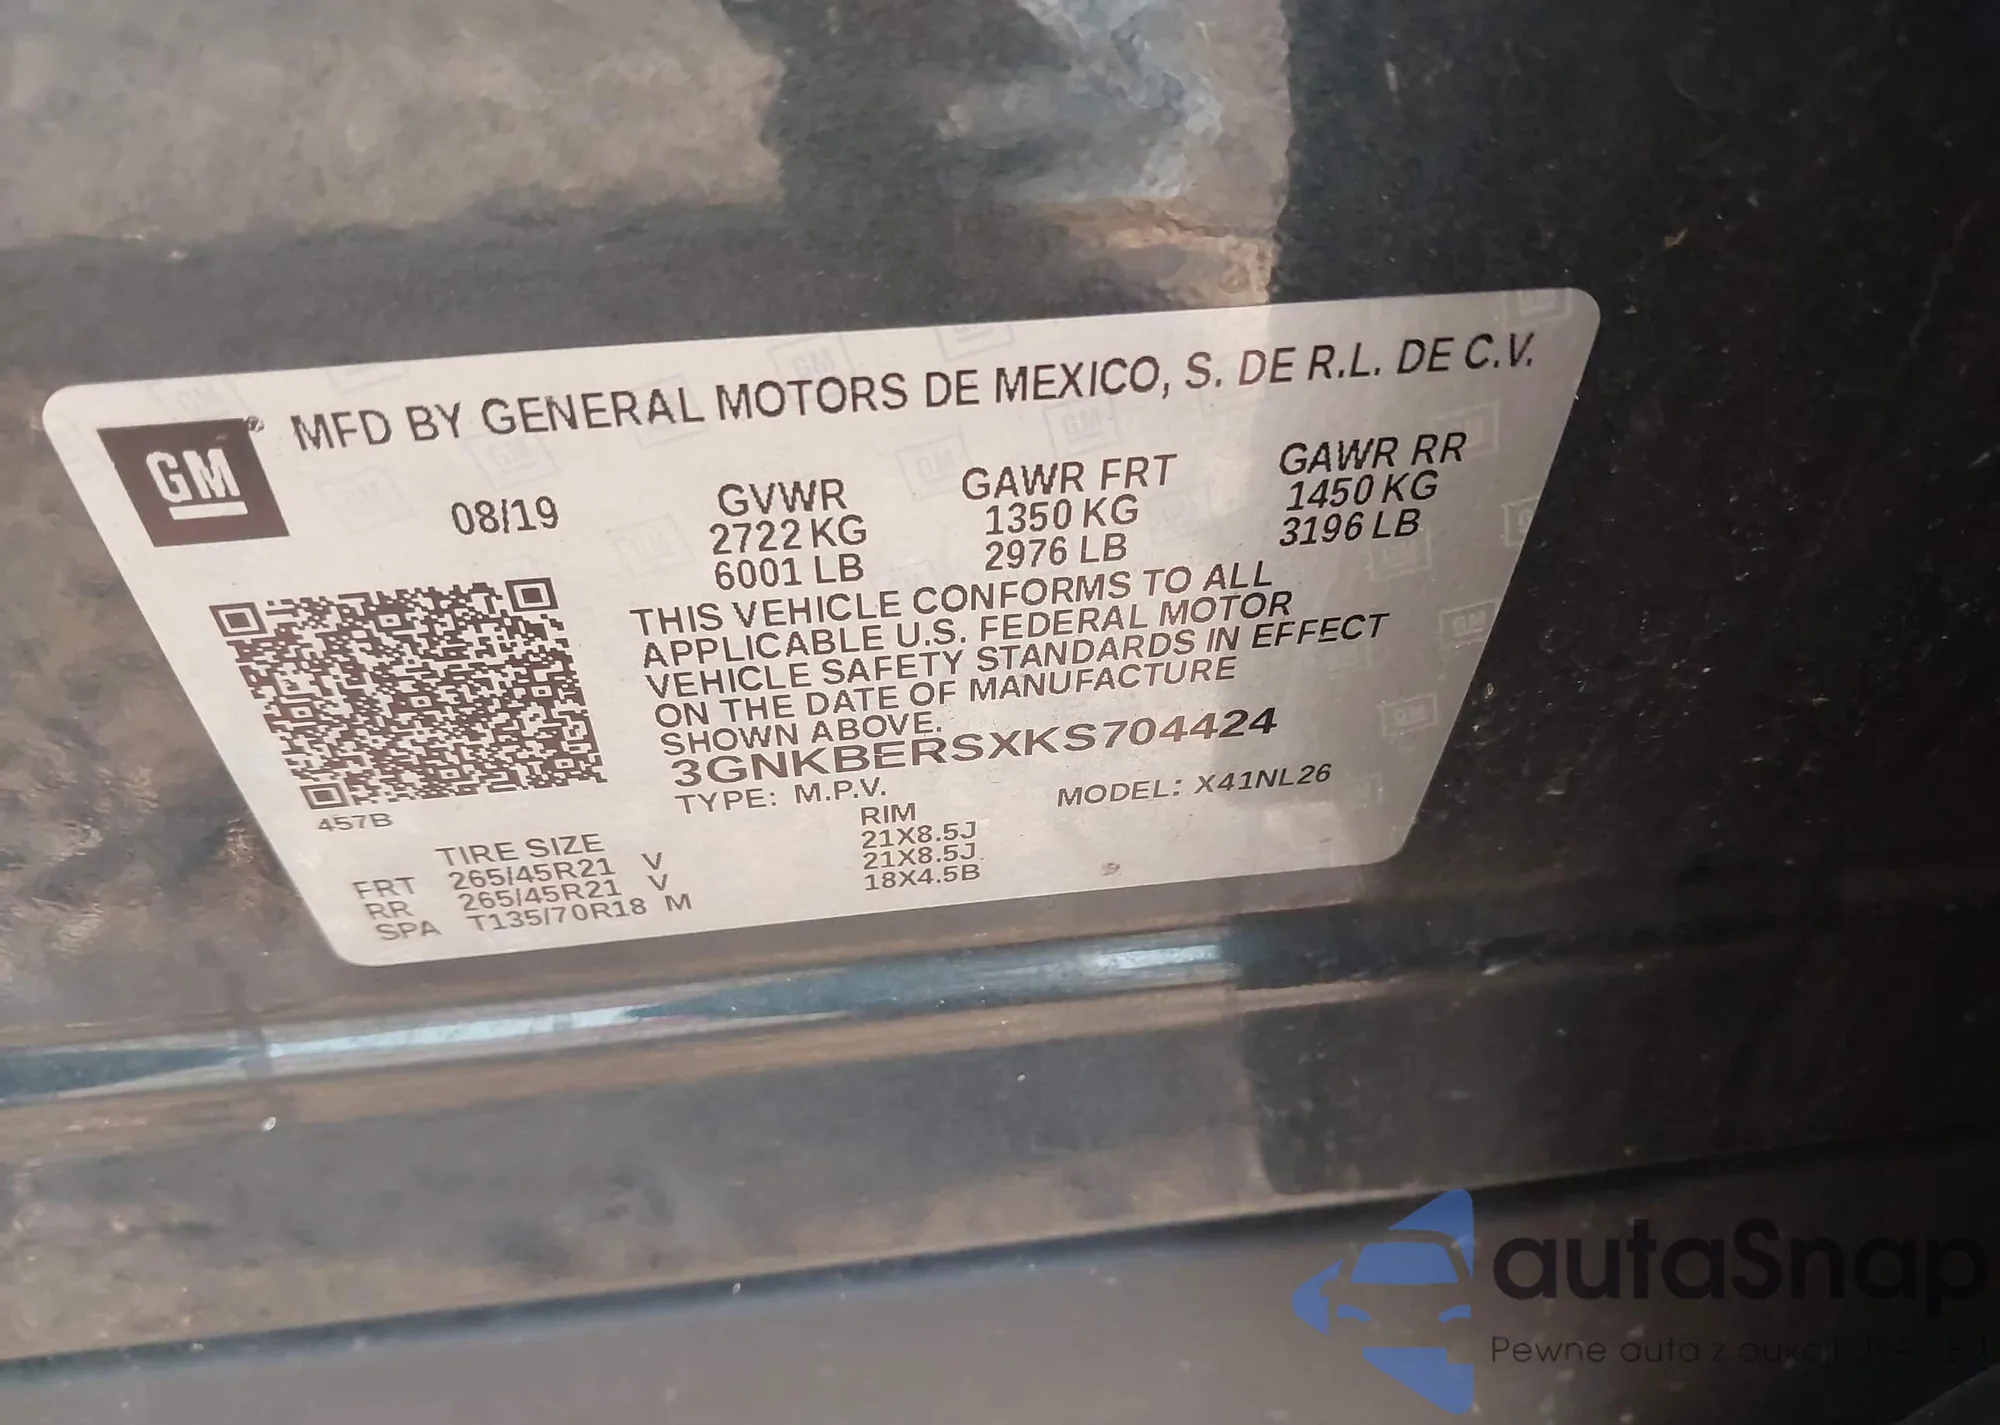 GM® MFD BY GENERAL MOTORS DE MEXICO, S. DE R.L. DE C.V.
08/19
GVWR
2722 KG
6001 LB
GAWR FRT
1350 KG
2976 LB
GAWR RR
1450 KG
3196 LB
THIS VEHICLE CONFORMS TO ALL
APPLICABLE U.S. FEDERAL MOTOR
VEHICLE SAFETY STANDARDS IN EFFECT
ON THE DATE OF MANUFACTURE
SHOWN ABOVE.
3GNKBERSXKS704424
TYPE: M.P.V. MODEL: X41NL26
457B
TIRE SIZE RIM
FRT 265/45R21 V 21X8.5J
RR 265/45R21 V 21X8.5J
SPA T135/70R18 M 18X4.5B
autaSnap
Pewne auta z aukcji